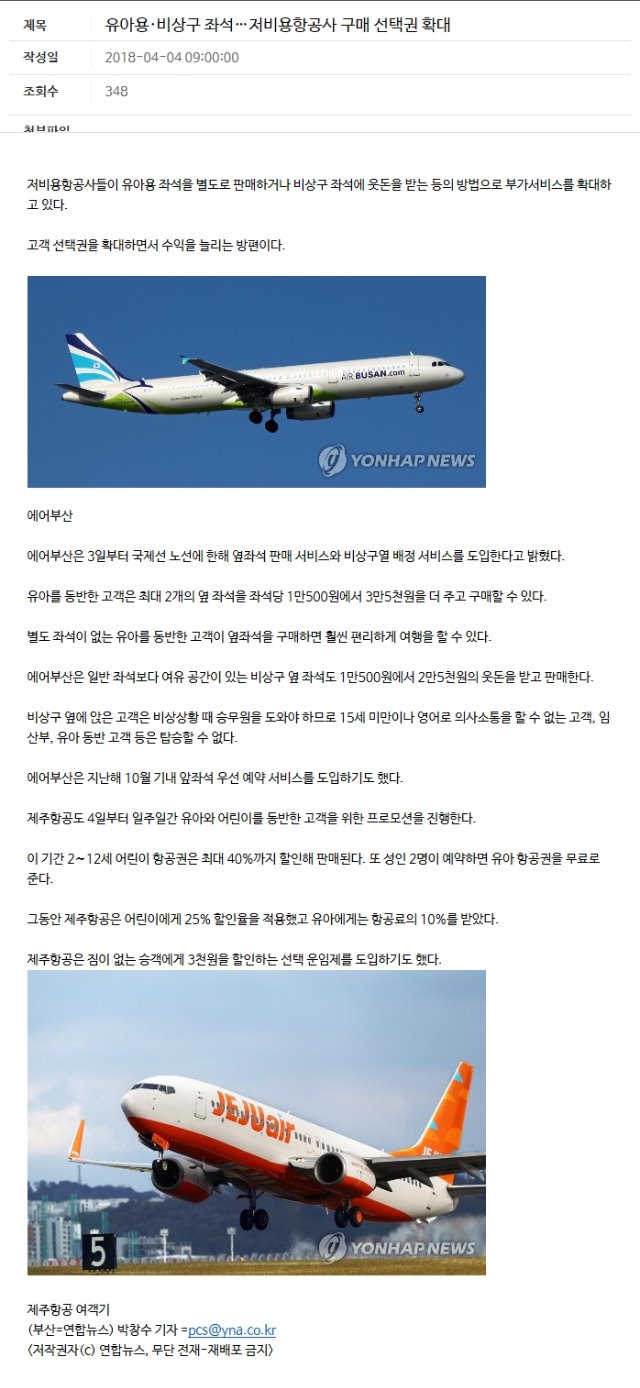 제목 유아용·비상구 좌석…저비용항공사 구매 선택권 확대
작성일 2018-04-04 09:00:00
조회수 348
첨부파일
저비용항공사들이 유아용 좌석을 별도로 판매하거나 비상구 좌석에 웃돈을 받는 등의 방법으로 부가서비스를 확대하
고 있다.
고객 선택권을 확대하면서 수익을 늘리는 방편이다.
AIR BUSAN.com
YONHAP NEWS
에어부산
에어부산은 3일부터 국제선 노선에 한해 옆좌석 판매 서비스와 비상구열 배정 서비스를 도입한다고 밝혔다.
유아를 동반한 고객은 최대 2개의 옆 좌석을 좌석당 1만500원에서 3만5천원을 더 주고 구매할 수 있다.
별도 좌석이 없는 유아를 동반한 고객이 옆좌석을 구매하면 훨씬 편리하게 여행을 할 수 있다.
에어부산은 일반 좌석보다 여유 공간이 있는 비상구 옆 좌석도 1만500원에서 2만5천원의 웃돈을 받고 판매한다.
비상구 옆에 앉은 고객은 비상상황 때 승무원을 도와야 하므로 15세 미만이나 영어로 의사소통을 할 수 없는 고객, 임
산부, 유아 동반 고객 등은 탑승할 수 없다.
에어부산은 지난해 10월 기내 앞좌석 우선 예약 서비스를 도입하기도 했다.
제주항공도 4일부터 일주일간 유아와 어린이를 동반한 고객을 위한 프로모션을 진행한다.
이 기간 2∼12세 어린이 항공권은 최대 40%까지 할인해 판매된다. 또 성인 2명이 예약하면 유아 항공권을 무료로
준다.
그동안 제주항공은 어린이에게 25% 할인율을 적용했고 유아에게는 항공료의 10%를 받았다.
제주항공은 짐이 없는 승객에게 3천원을 할인하는 선택 운임제를 도입하기도 했다.
JEJUair
JEJU
5
YONHAP NEWS
제주항공 여객기
(부산=연합뉴스) 박창수 기자 =pcs@yna.co.kr
<저작권자(c) 연합뉴스, 무단 전재-재배포 금지>